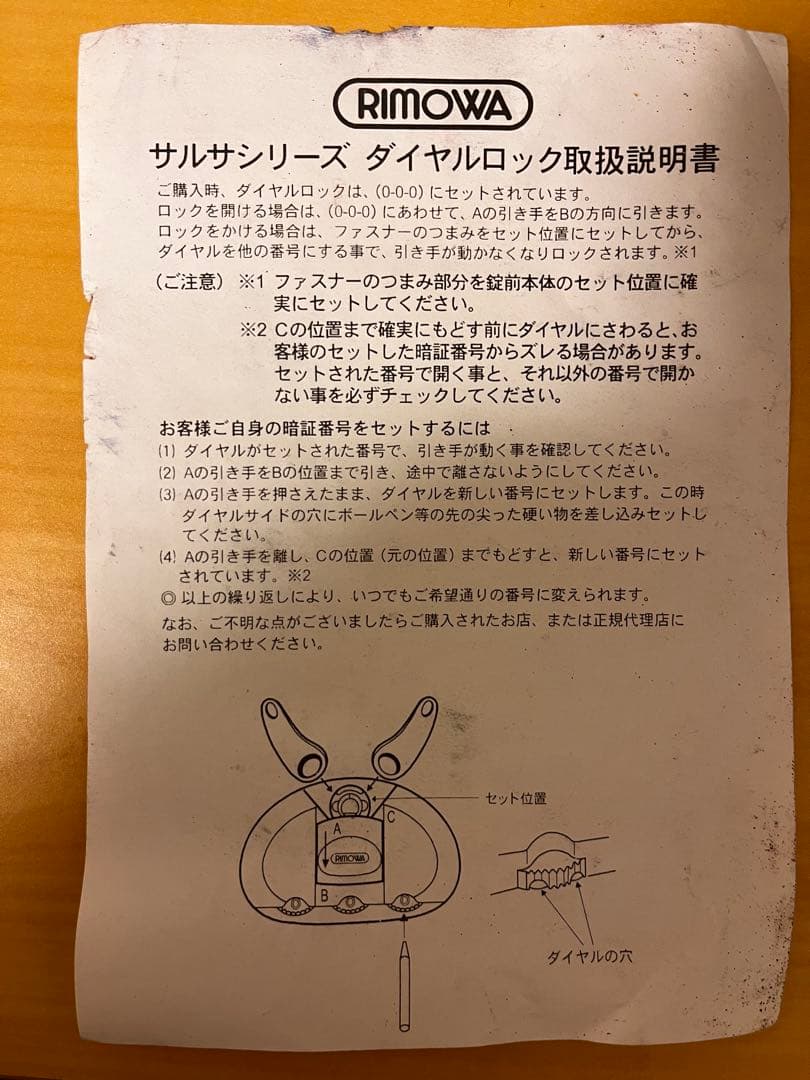 RIMOWA
サルサシリーズ ダイヤルロック取扱説明書
ご購入時、ダイヤルロックは、(0-0-0) にセットされています。
ロックを開ける場合は、(0-0-0) にあわせて、Aの引き手をBの方向に引きます。
ロックをかける場合は、ファスナーのつまみをセット位置にセットしてから、
ダイヤルを他の番号にする事で、引き手が動かなくなりロックされます。※1
(ご注意) ※1 ファスナーのつまみ部分を錠前本体のセット位置に確
実にセットしてください。
※2 Cの位置まで確実にもどす前にダイヤルにさわると、お
客様のセットした暗証番号からズレる場合があります。
セットされた番号で開く事と、それ以外の番号で開か
ない事を必ずチェックしてください。
お客様ご自身の暗証番号をセットするには
(1) ダイヤルがセットされた番号で、引き手が動く事を確認してください。
(2) Aの引き手をBの位置まで引き、途中で離さないようにしてください。
(3) Aの引き手を押さえたまま、ダイヤルを新しい番号にセットします。この時
ダイヤルサイドの穴にボールペン等の先の尖った硬い物を差し込みセットし
てください。
(4) Aの引き手を離し、Cの位置 (元の位置) までもどすと、新しい番号にセット
されています。※2
◎ 以上の繰り返しにより、いつでもご希望通りの番号に変えられます。
なお、ご不明な点がございましたらご購入されたお店、または正規代理店に
お問い合わせください。
セット位置
C
A
RIMOWA
B
ダイヤルの穴